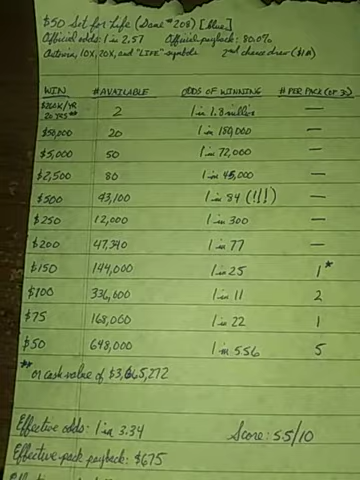 $50 Set for Life (Game #208) [Blue]
Official odds: 1 in 2.57 Official payback: 80.0%
Autowin, 10X, 20X, and "LIFE" symbols 2nd chance draw ($1M)
WIN # AVAILABLE ODDS OF WINNING # PER PACK (OF 30)
$200K/YR 2 1 in 1.8 million —
20 YRS**
$50,000 20 1 in 180,000 —
$5,000 50 1 in 72,000 —
$2,500 80 1 in 45,000 —
$500 43,100 1 in 84 (!!!) —
$250 12,000 1 in 300 —
$200 47,340 1 in 77 —
$150 144,000 1 in 25 1*
$100 336,600 1 in 11 2
$75 168,000 1 in 22 1
$50 648,000 1 in 5.56 5
** or cash value of $3,065,272
Effective odds: 1 in 3.34 Score: 5.5/10
Effective pack payback: $675